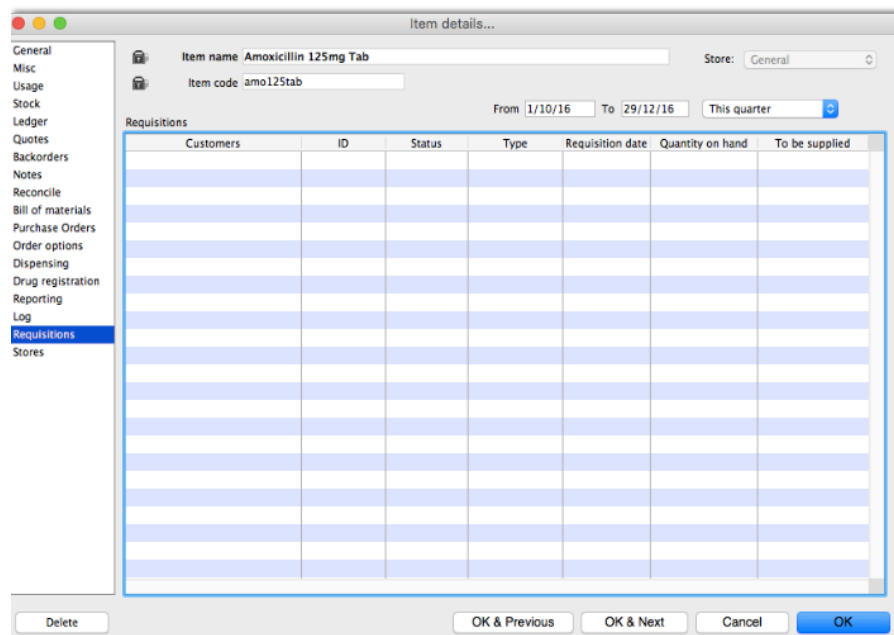 Item details...
General
Misc
Usage
Stock
Ledger
Quotes
Backorders
Notes
Reconcile
Bill of materials
Purchase Orders
Order options
Dispensing
Drug registration
Reporting
Log
Requisitions
Stores
Item name Amoxicillin 125mg Tab Store: General
Item code amo125tab
From 1/10/16 To 29/12/16 This quarter
Requisitions
Customers ID Status Type Requisition date Quantity on hand To be supplied
Delete OK & Previous OK & Next Cancel OK